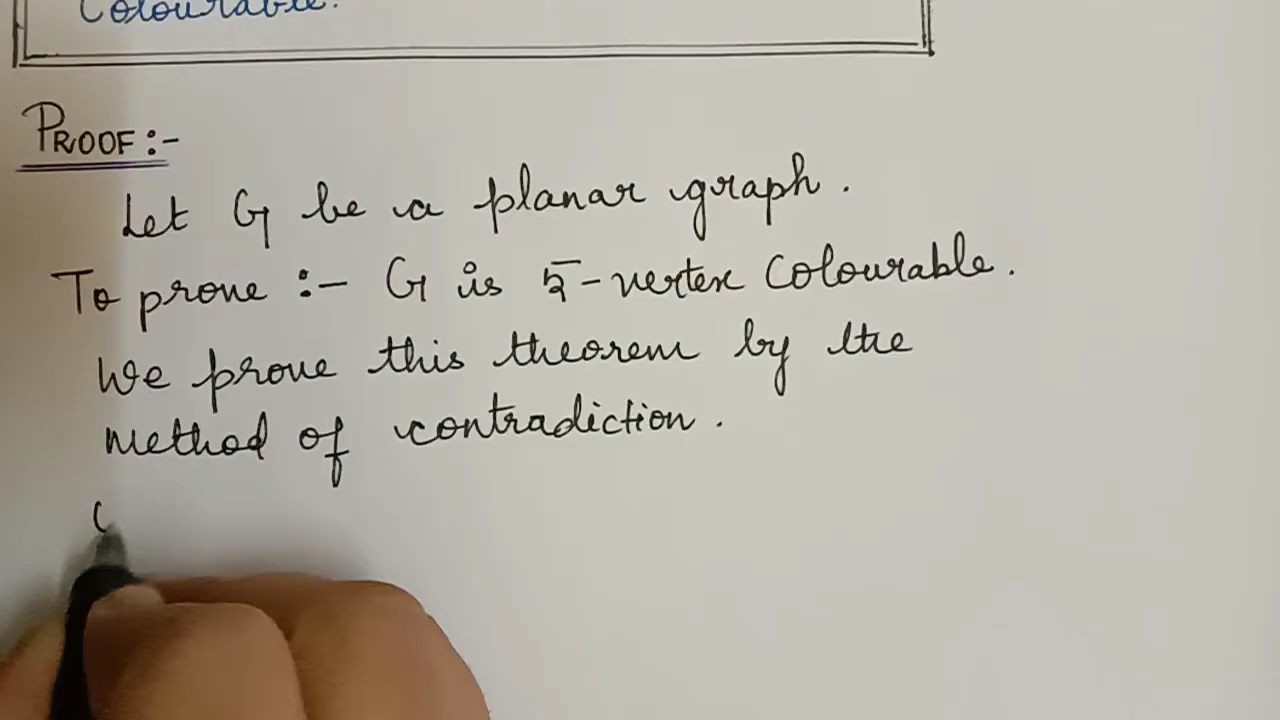 Colourable.
PROOF :-
Let G be a planar graph.
To prove :- G is 5-vertex Colourable.
We prove this theorem by the
method of contradiction.